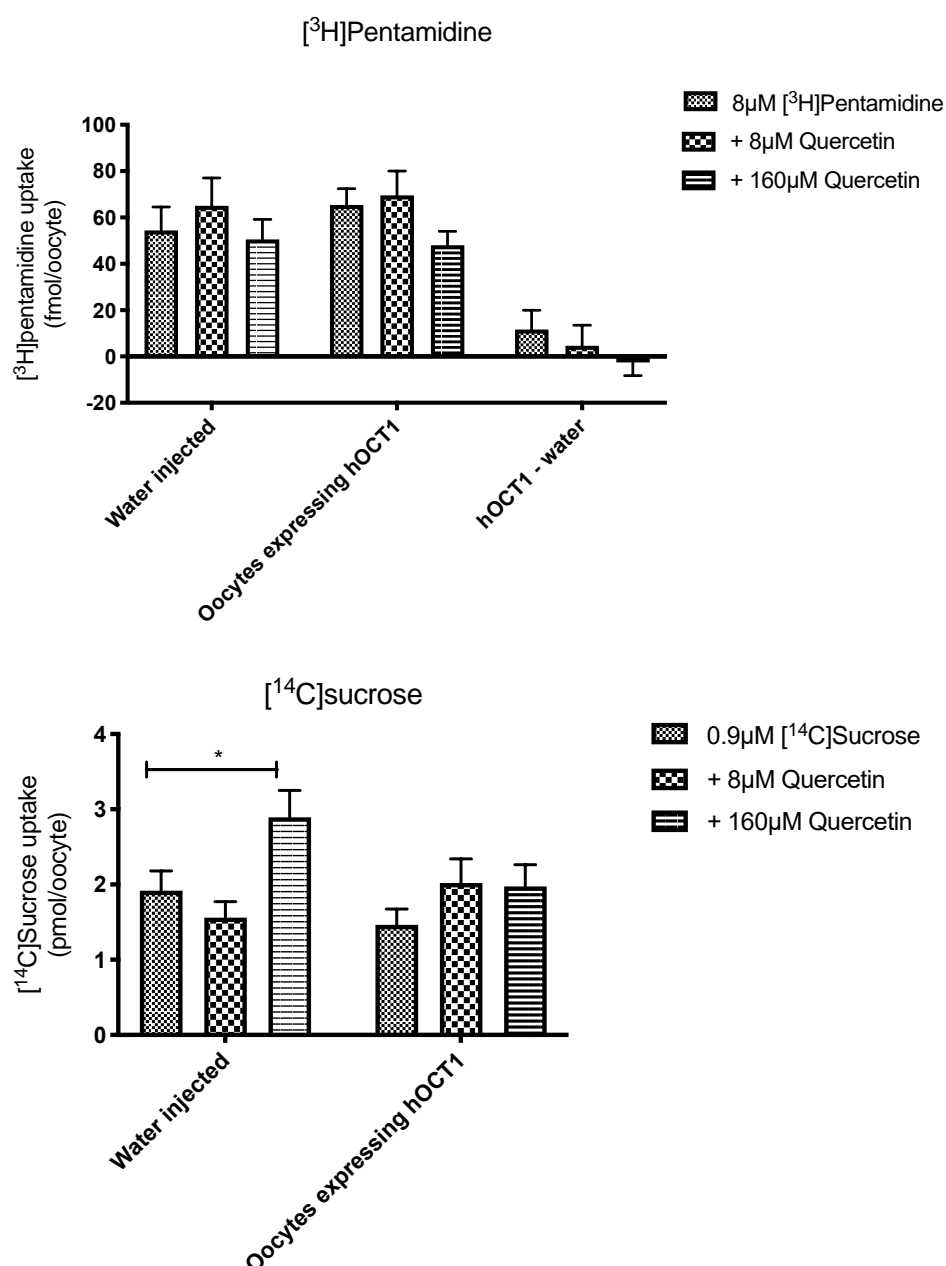 [³H]Pentamidine
8µM [³H]Pentamidine
+ 8µM Quercetin
+ 160µM Quercetin
[³H]pentamidine uptake
(fmol/oocyte)
100
80
60
40
20
0
-20
Water injected
Oocytes expressing hOCT1
hOCT1 - water
[¹⁴C]sucrose
0.9µM [¹⁴C]Sucrose
+ 8µM Quercetin
+ 160µM Quercetin
[¹⁴C]Sucrose uptake
(pmol/oocyte)
4
3
2
1
0
*
Water injected
Oocytes expressing hOCT1